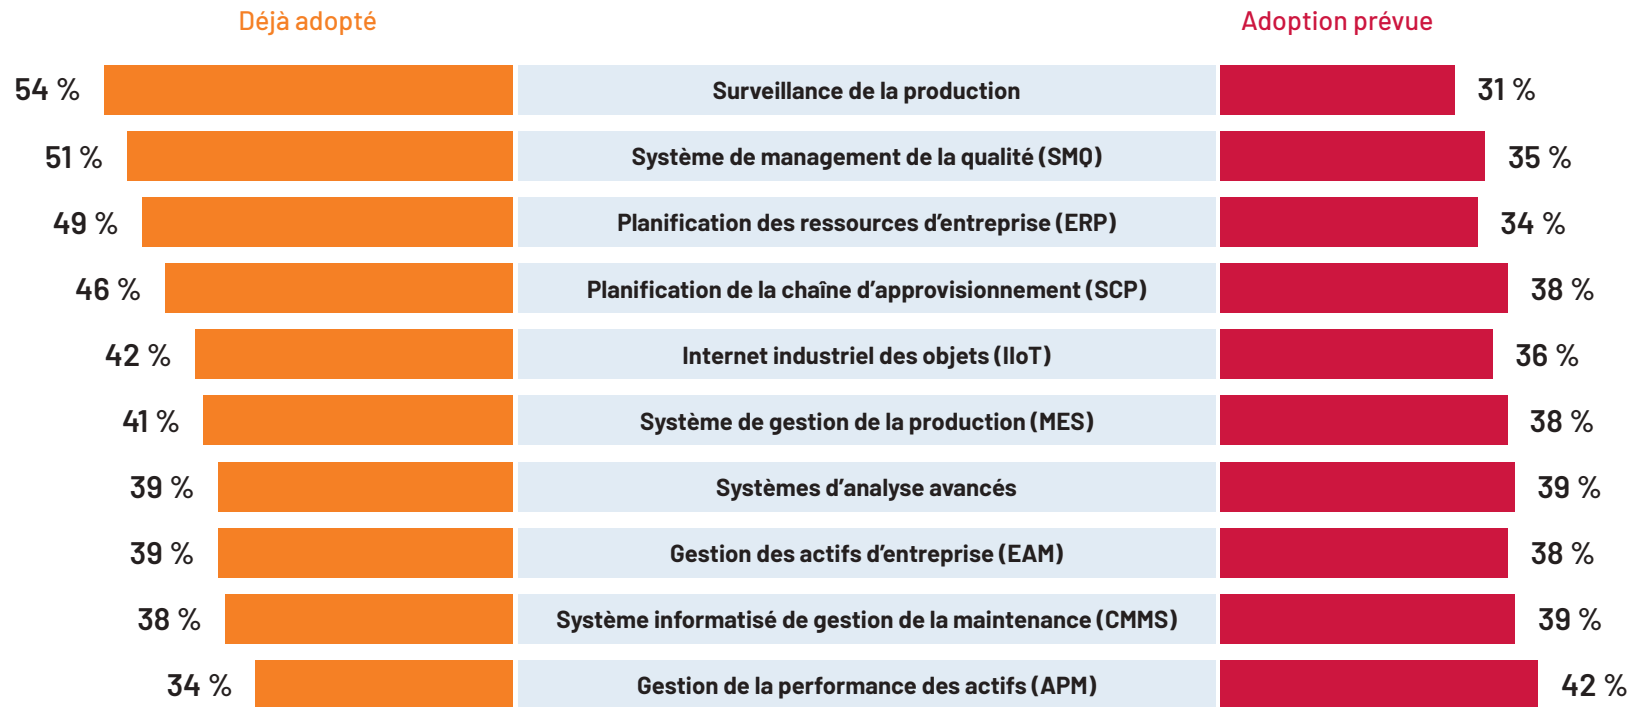 Déjà adopté Adoption prévue
54 % Surveillance de la production 31 %
51 % Système de management de la qualité (SMQ) 35 %
49 % Planification des ressources d’entreprise (ERP) 34 %
46 % Planification de la chaîne d’approvisionnement (SCP) 38 %
42 % Internet industriel des objets (IIoT) 36 %
41 % Système de gestion de la production (MES) 38 %
39 % Systèmes d’analyse avancés 39 %
39 % Gestion des actifs d’entreprise (EAM) 38 %
38 % Système informatisé de gestion de la maintenance (CMMS) 39 %
34 % Gestion de la performance des actifs (APM) 42 %